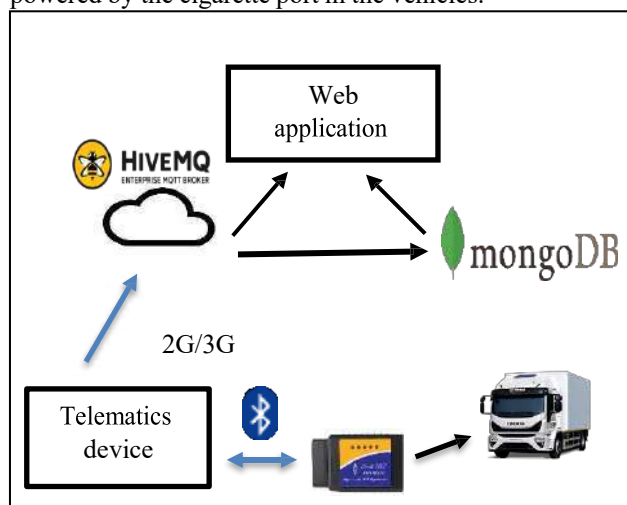 powered by the cigarette port in the vehicles.
Web
application
HiveMQ
ENTERPRISE MQTT BROKER
mongoDB
2G/3G
Telematics
device